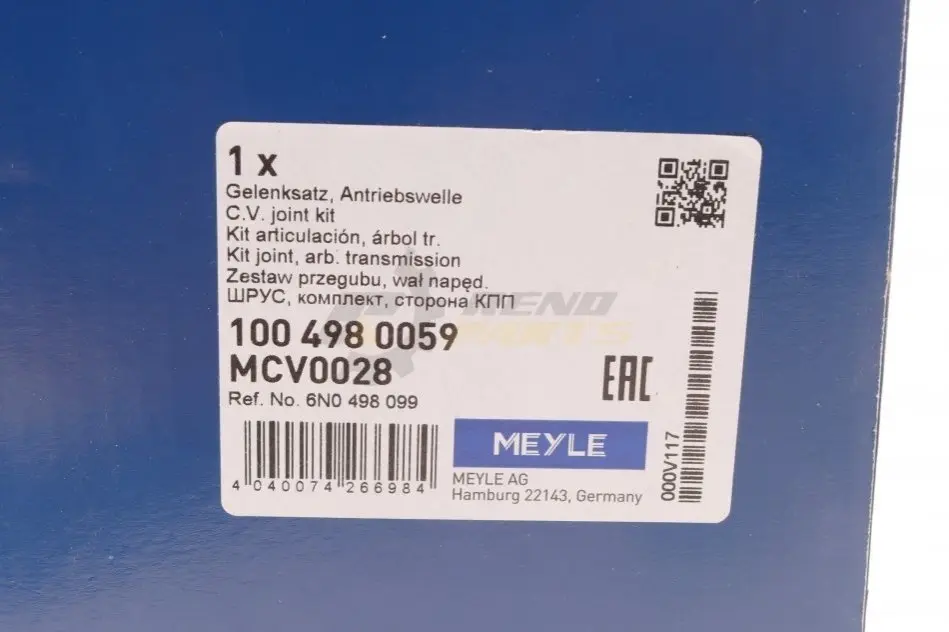 1 x
Gelenksatz, Antriebswelle
C.V. joint kit
Kit articulación, árbol tr.
Kit joint, arb. transmission
Zestaw przegubu, wał napęd.
ШРУС, комплект, сторона КПП
RENO
PARTS
100 498 0059
MCV0028
Ref. No. 6N0 498 099
EAC
4 040074 266984
MEYLE
MEYLE AG
Hamburg 22143, Germany
000V117